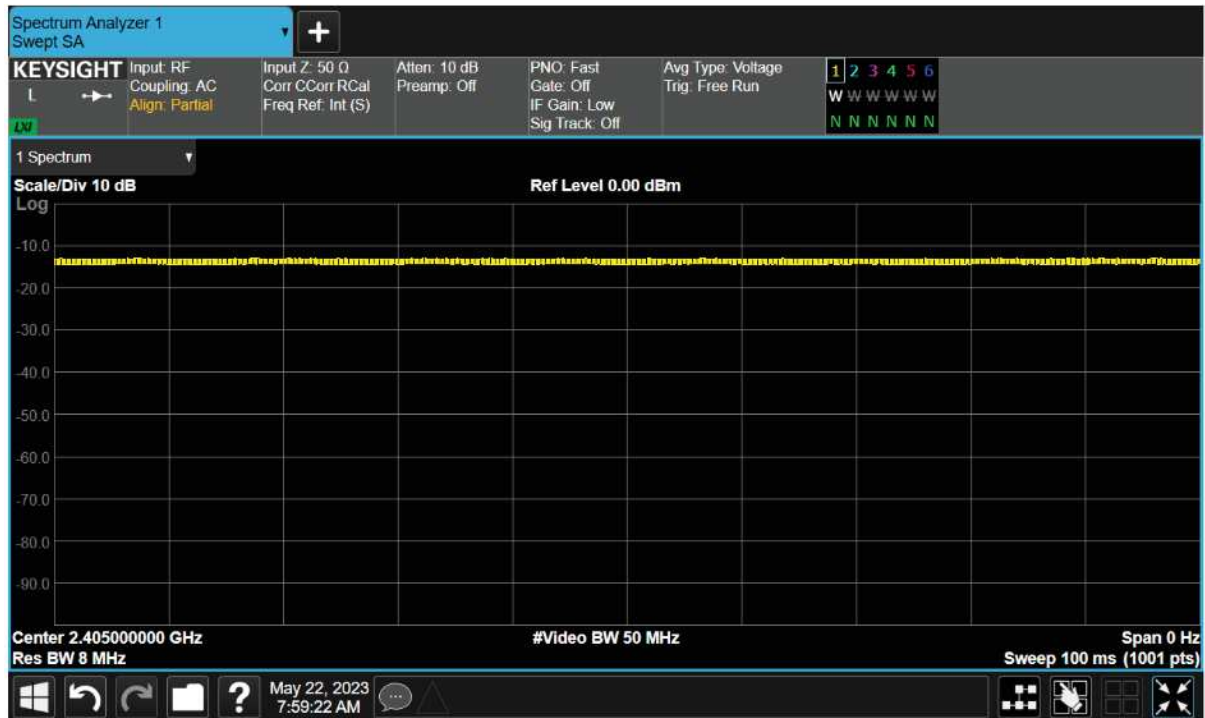 Spectrum Analyzer 1
Swept SA
KEYSIGHT
L
LXI
Input: RF
Coupling: AC
Align: Partial
Input Z: 50 Ω
Corr CCorr RCal
Freq Ref: Int (S)
Atten: 10 dB
Preamp: Off
PNO: Fast
Gate: Off
IF Gain: Low
Sig Track: Off
Avg Type: Voltage
Trig: Free Run
1 2 3 4 5 6
W W W W W W
N N N N N N
1 Spectrum
Scale/Div 10 dB
Ref Level 0.00 dBm
Log
-10.0
-20.0
-30.0
-40.0
-50.0
-60.0
-70.0
-80.0
-90.0
Center 2.405000000 GHz
#Video BW 50 MHz
Span 0 Hz
Res BW 8 MHz
Sweep 100 ms (1001 pts)
?
May 22, 2023
7:59:22 AM